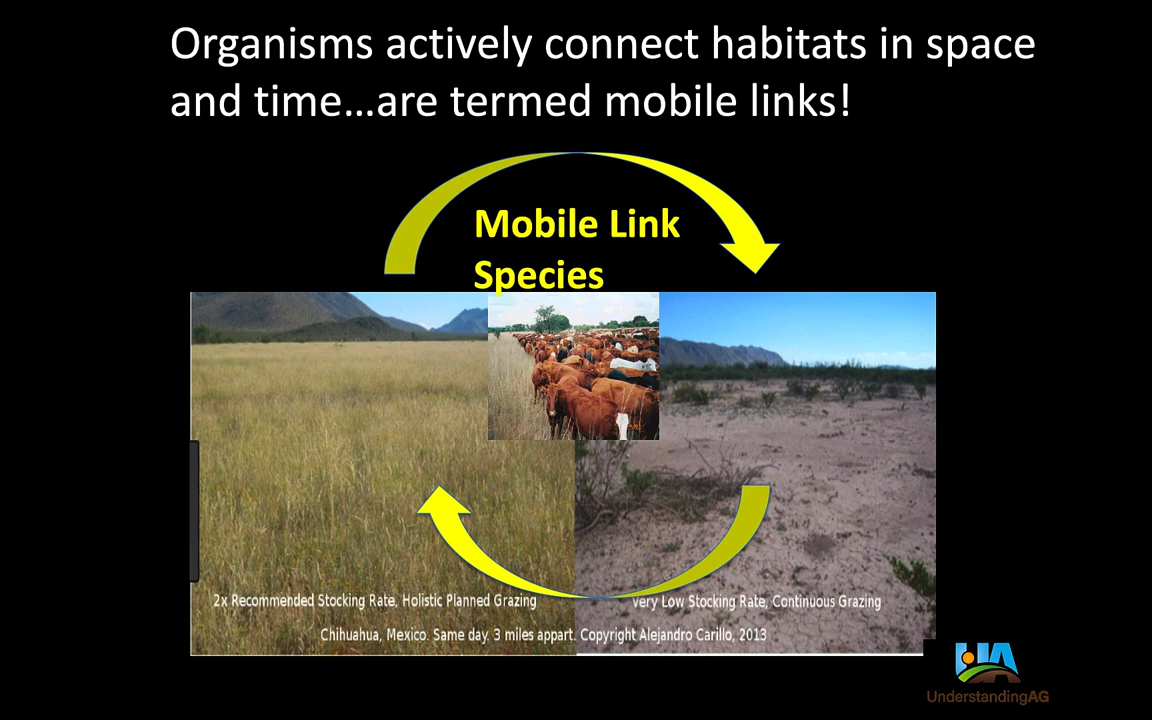 Organisms actively connect habitats in space
and time...are termed mobile links!
Mobile Link
Species
2x Recommended Stocking Rate, Holistic Planned Grazing
Very Low Stocking Rate, Continuous Grazing
Chihuahua, Mexico. Same day. 3 miles appart. Copyright Alejandro Carillo, 2013
UnderstandingAG